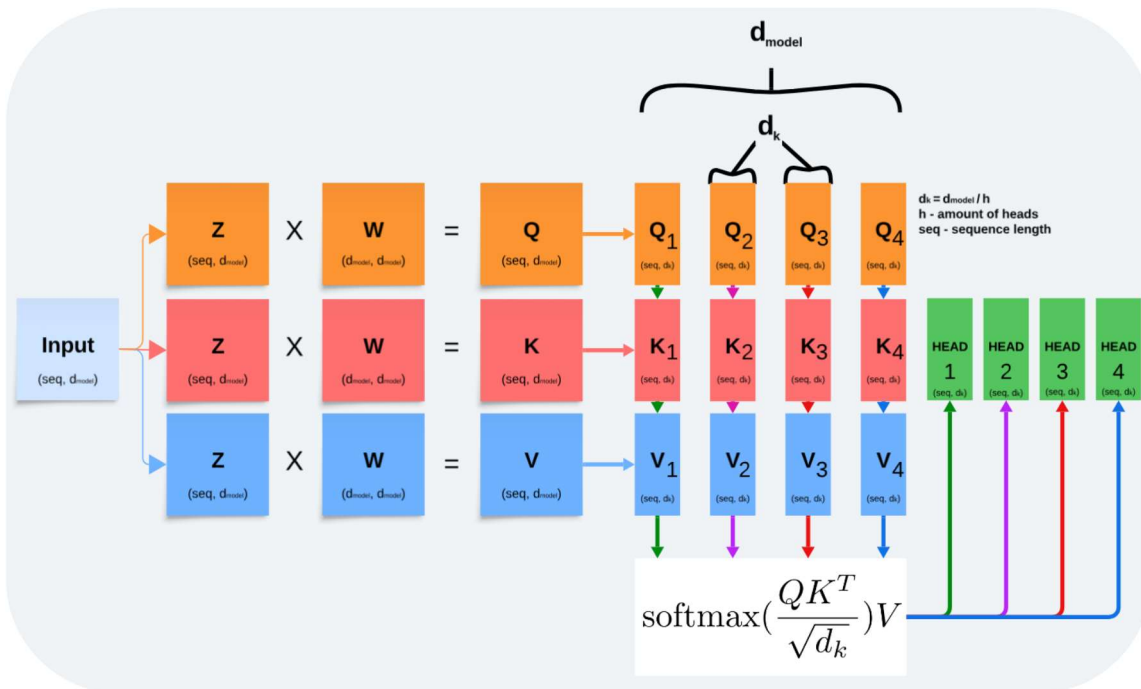 d_model
d_k
Z
(seq, d_model)
X
W
(d_model, d_model)
=
Q
(seq, d_model)
Q_1
(seq, d_k)
Q_2
(seq, d_k)
Q_3
(seq, d_k)
Q_4
(seq, d_k)
d_k = d_model / h
h - amount of heads
seq - sequence length
Input
(seq, d_model)
Z
(seq, d_model)
X
W
(d_model, d_model)
=
K
(seq, d_model)
K_1
(seq, d_k)
K_2
(seq, d_k)
K_3
(seq, d_k)
K_4
(seq, d_k)
HEAD
1
(seq, d_k)
HEAD
2
(seq, d_k)
HEAD
3
(seq, d_k)
HEAD
4
(seq, d_k)
Z
(seq, d_model)
X
W
(d_model, d_model)
=
V
(seq, d_model)
V_1
(seq, d_k)
V_2
(seq, d_k)
V_3
(seq, d_k)
V_4
(seq, d_k)
softmax(QK^T/√d_k)V